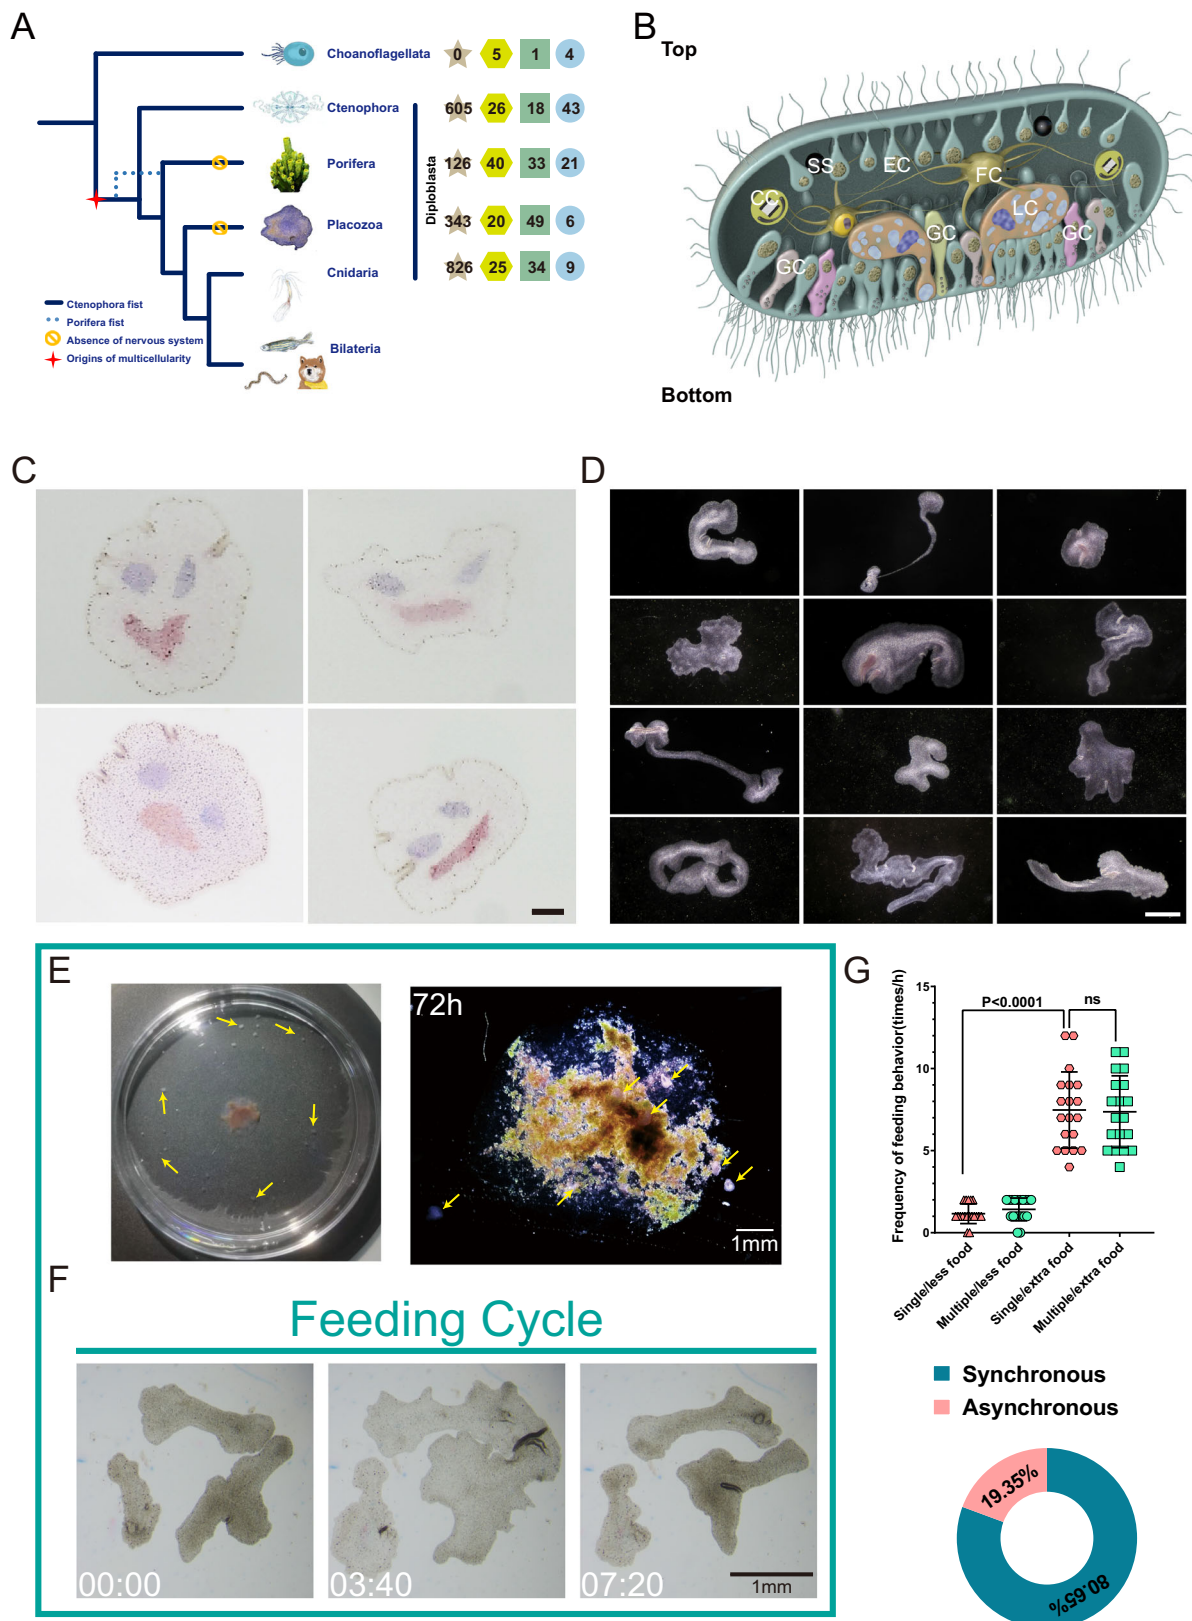 A
Choanoflagellata 0 5 1 4
Ctenophora 605 26 18 43
Porifera 126 40 33 21
Placozoa 343 20 49 6
Cnidaria 826 25 34 9
Bilateria
Diploblasta
Ctenophora fist
Porifera fist
Absence of nervous system
Origins of multicellularity
B
Top
SS EC FC
CC LC
GC GC
GC
Bottom
C
D
E
72h
1mm
F
Feeding Cycle
00:00
03:40
07:20
1mm
G
Frequency of feeding behavior(times/h)
15
10
5
0
P<0.0001
ns
Single/less food
Multiple/less food
Single/extra food
Multiple/extra food
Synchronous
Asynchronous
19.35%
80.65%